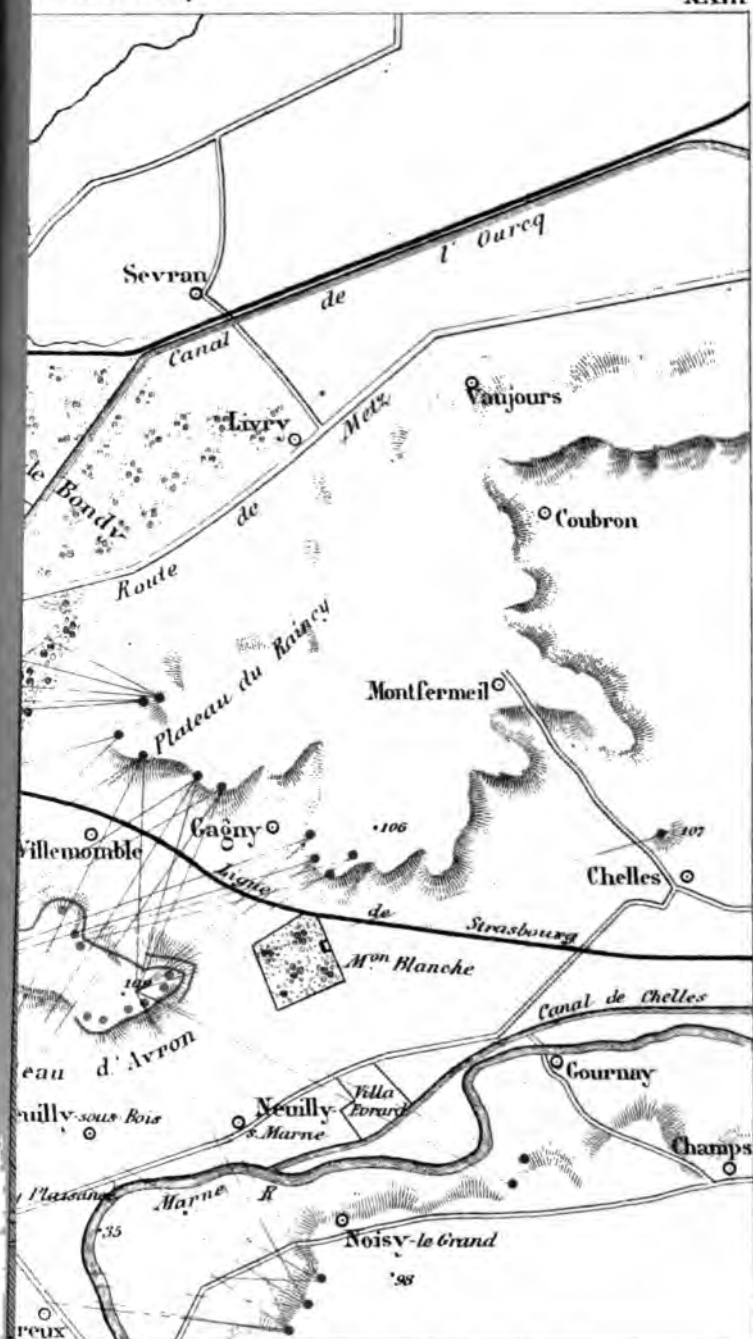 XXIII
Sevran
Canal de l'Ourcq
Livry
Vaujours
de Bondy
Route de Metz
Coubron
Plateau du Raincy
Montfermeil
106
107
Gagny
Villemomble
Chelles
Ligne de Strasbourg
Mon Blanche
Canal de Chelles
eau d'Avron
Gournay
Villa Evrard
Neuilly-s. Marne
euilly-sous-Bois
Champs
Marne R
35
Noisy-le Grand
98
reux